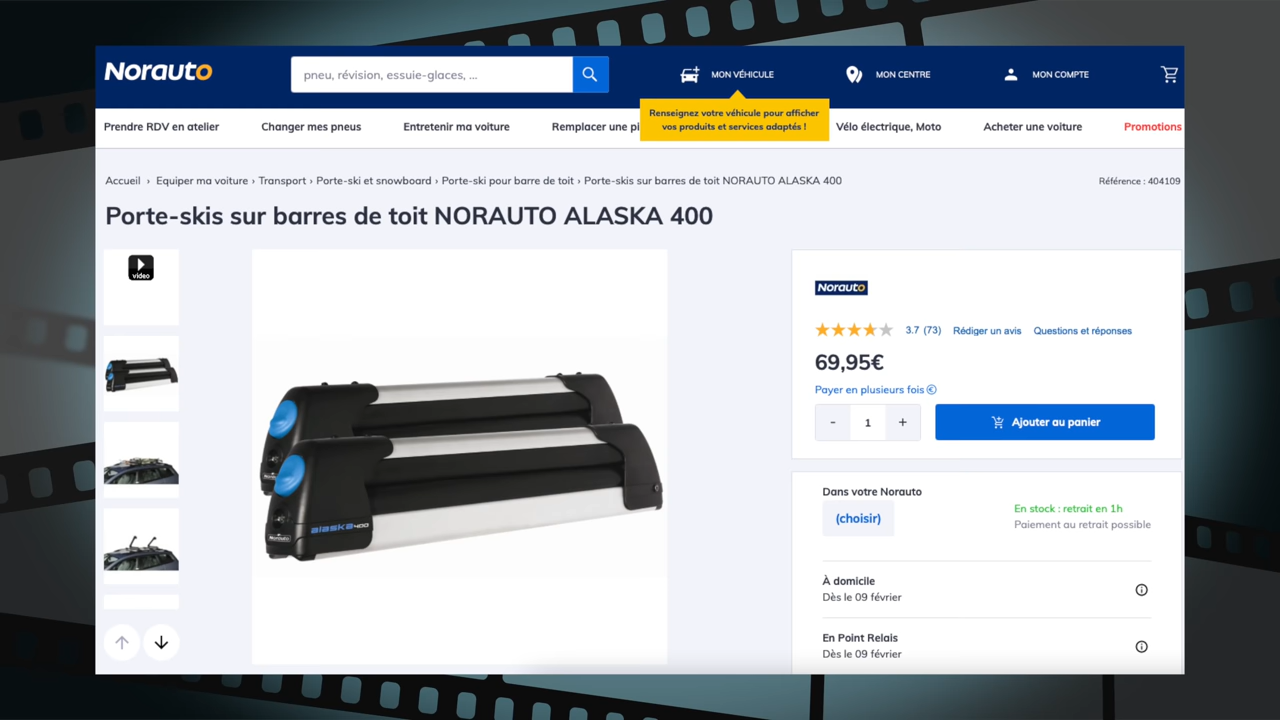 Norauto
pneu, révision, essuie-glaces, ...
MON VÉHICULE
MON CENTRE
MON COMPTE
Renseignez votre véhicule pour afficher
vos produits et services adaptés !
Prendre RDV en atelier
Changer mes pneus
Entretenir ma voiture
Remplacer une pi
Vélo électrique, Moto
Acheter une voiture
Promotions
Accueil › Equiper ma voiture › Transport › Porte-ski et snowboard › Porte-ski pour barre de toit › Porte-skis sur barres de toit NORAUTO ALASKA 400
Référence : 404109
Porte-skis sur barres de toit NORAUTO ALASKA 400
video
alaska400
Norauto
Norauto
3.7 (73) Rédiger un avis Questions et réponses
69,95€
Payer en plusieurs fois €
- 1 +
Ajouter au panier
Dans votre Norauto
(choisir)
En stock : retrait en 1h
Paiement au retrait possible
À domicile
Dès le 09 février
En Point Relais
Dès le 09 février